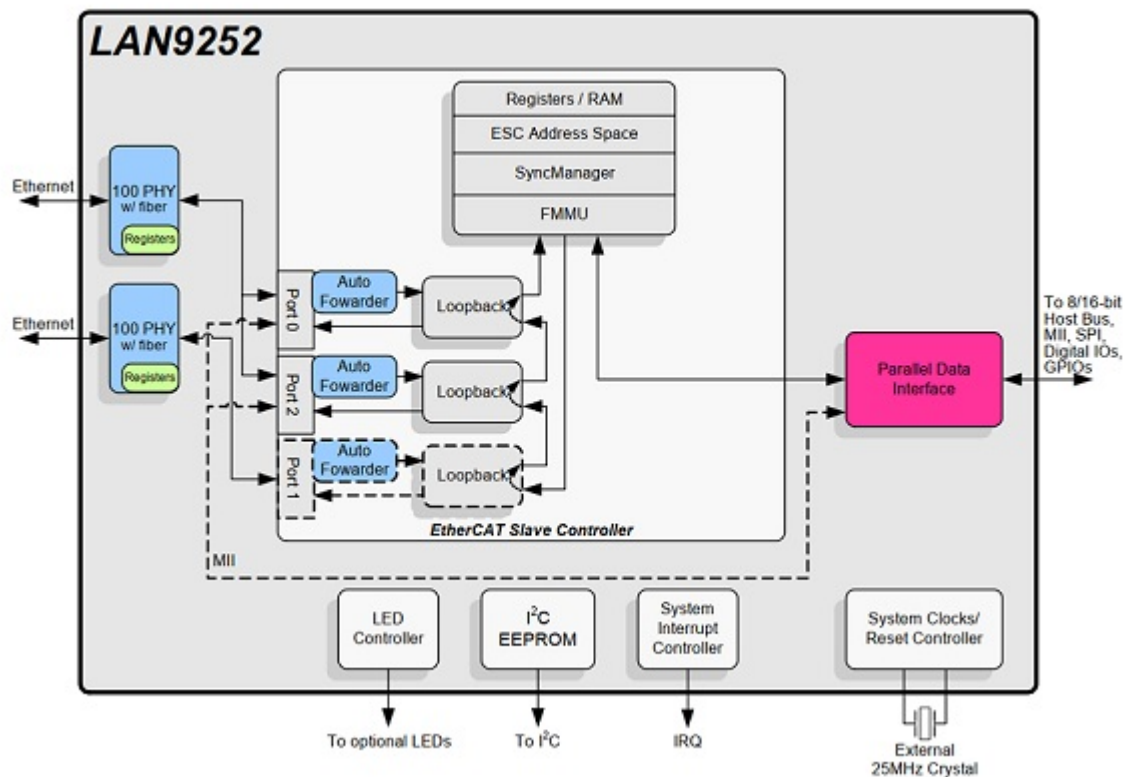 LAN9252
Registers / RAM
ESC Address Space
SyncManager
FMMU
Ethernet
100 PHY
w/ fiber
Registers
Ethernet
100 PHY
w/ fiber
Registers
Port 0
Auto
Fowarder
Loopback
Port 2
Auto
Fowarder
Loopback
Port 1
Auto
Fowarder
Loopback
EtherCAT Slave Controller
MII
Parallel Data
Interface
To 8/16-bit
Host Bus,
MII, SPI,
Digital IOs,
GPIOs
LED
Controller
I²C
EEPROM
System
Interrupt
Controller
System Clocks/
Reset Controller
To optional LEDs
To I²C
IRQ
External
25MHz Crystal